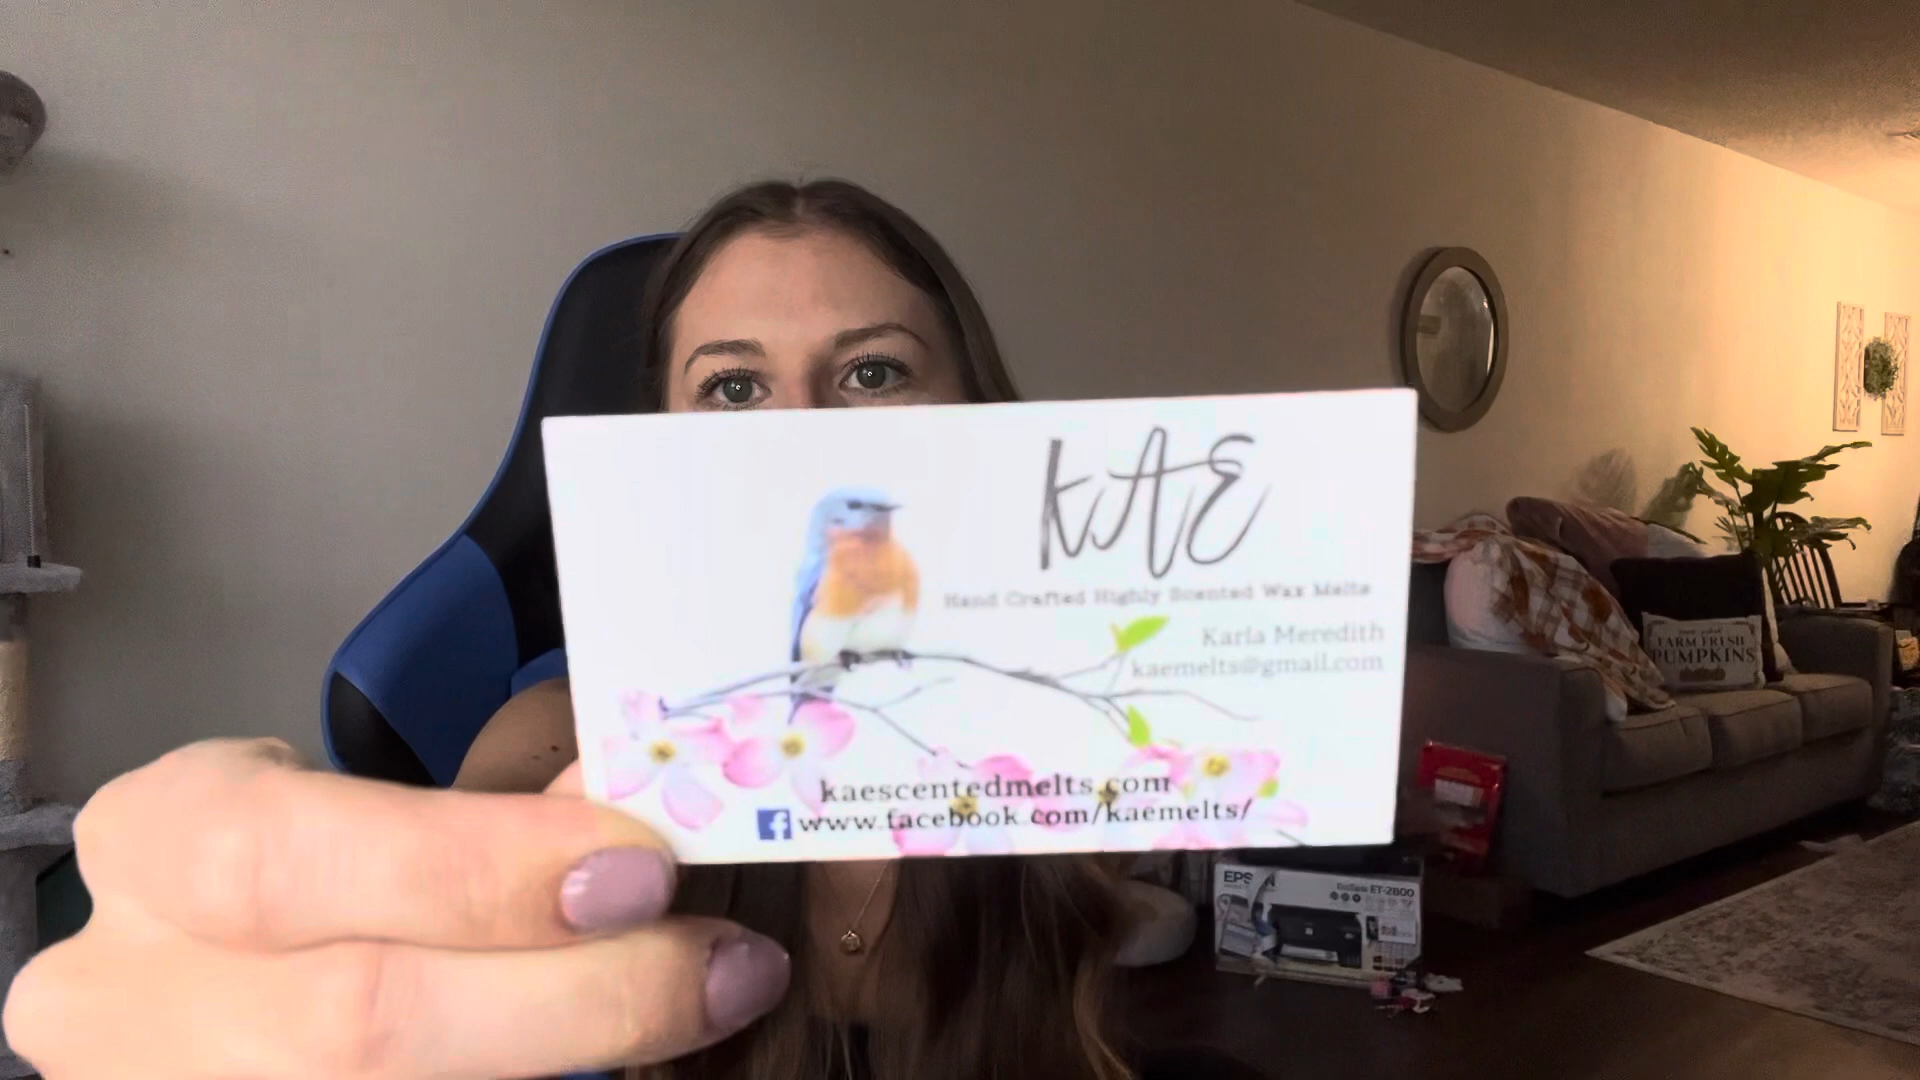 KAE
Hand Crafted Highly Scented Wax Melts
Karla Meredith
kaemelts@gmail.com
kaescentedmelts.com
www.facebook.com/kaemelts/
FARM FRESH
PUMPKINS
EPSON
EcoTank ET-2800